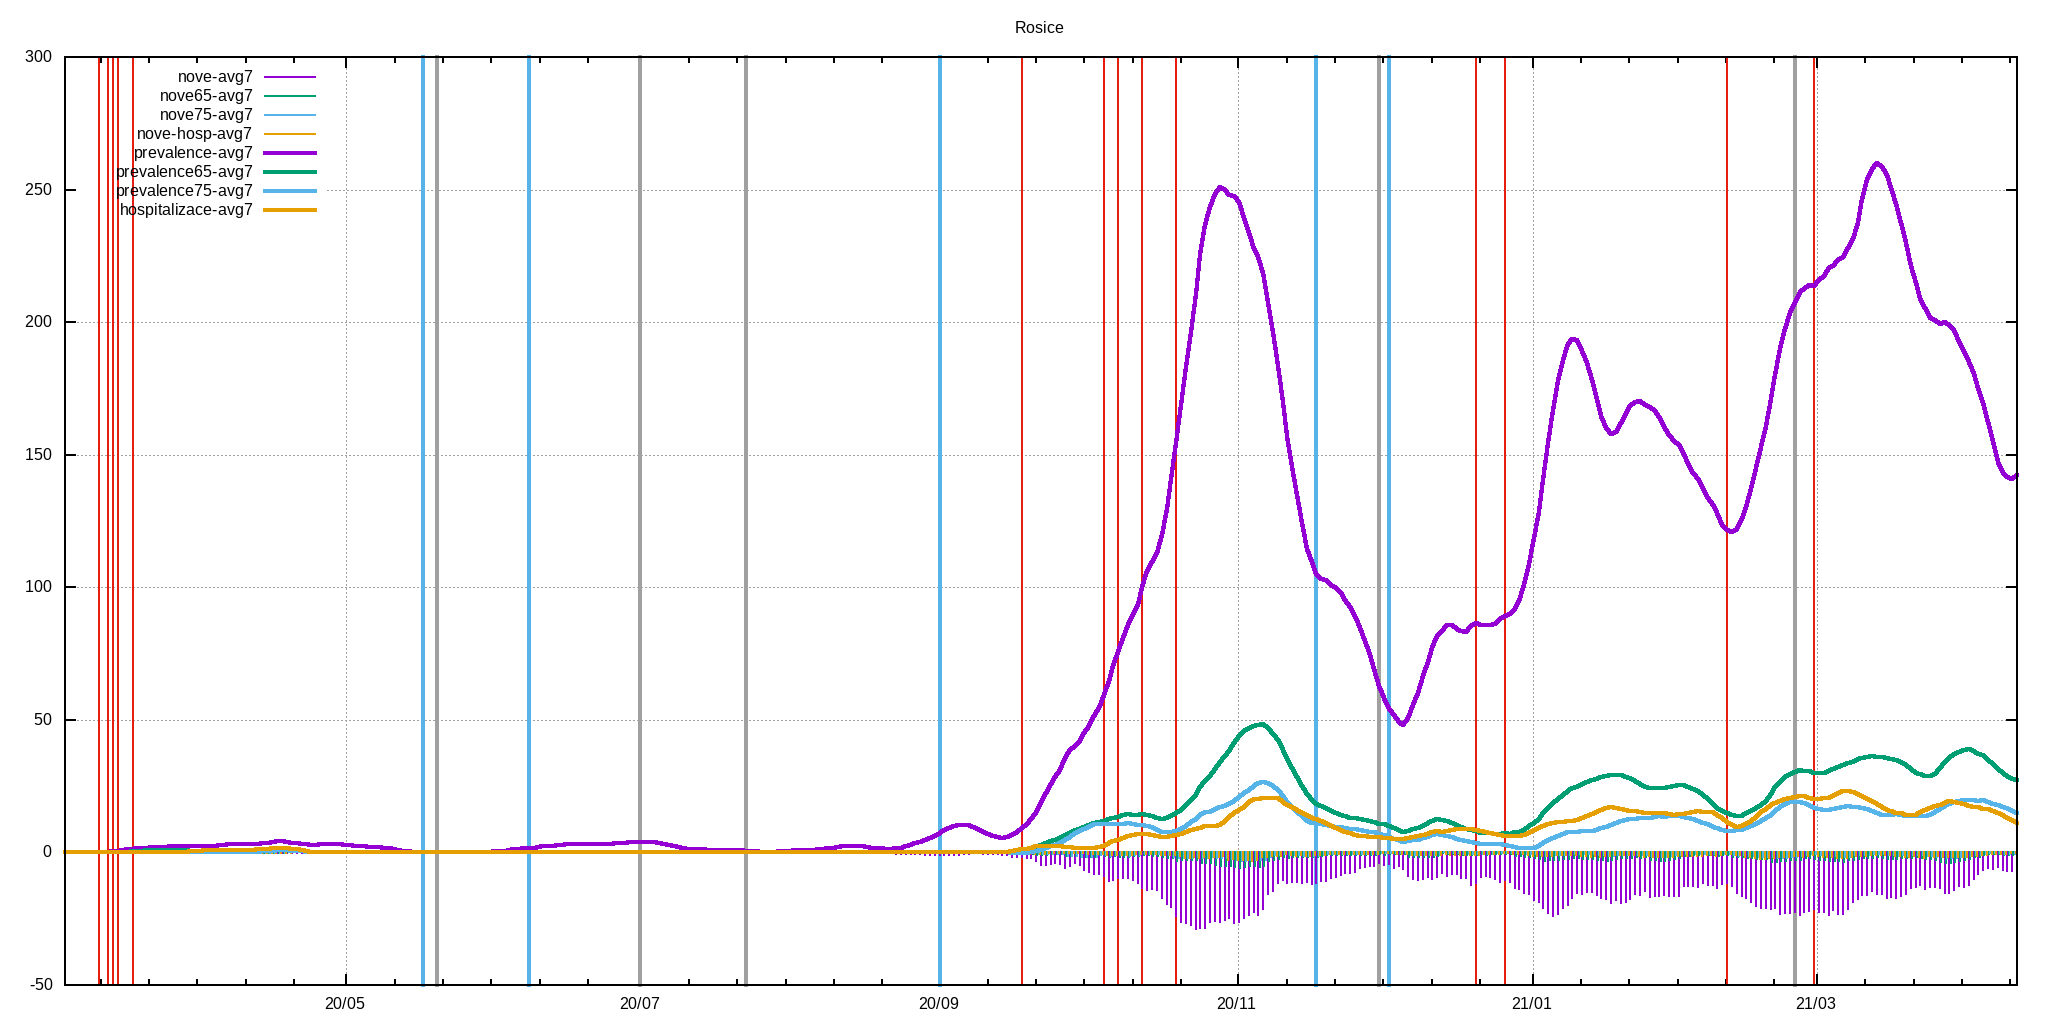 Rosice
300
250
200
150
100
50
0
-50
nove-avg7
nove65-avg7
nove75-avg7
nove-hosp-avg7
prevalence-avg7
prevalence65-avg7
prevalence75-avg7
hospitalizace-avg7
20/05 20/07 20/09 20/11 21/01 21/03